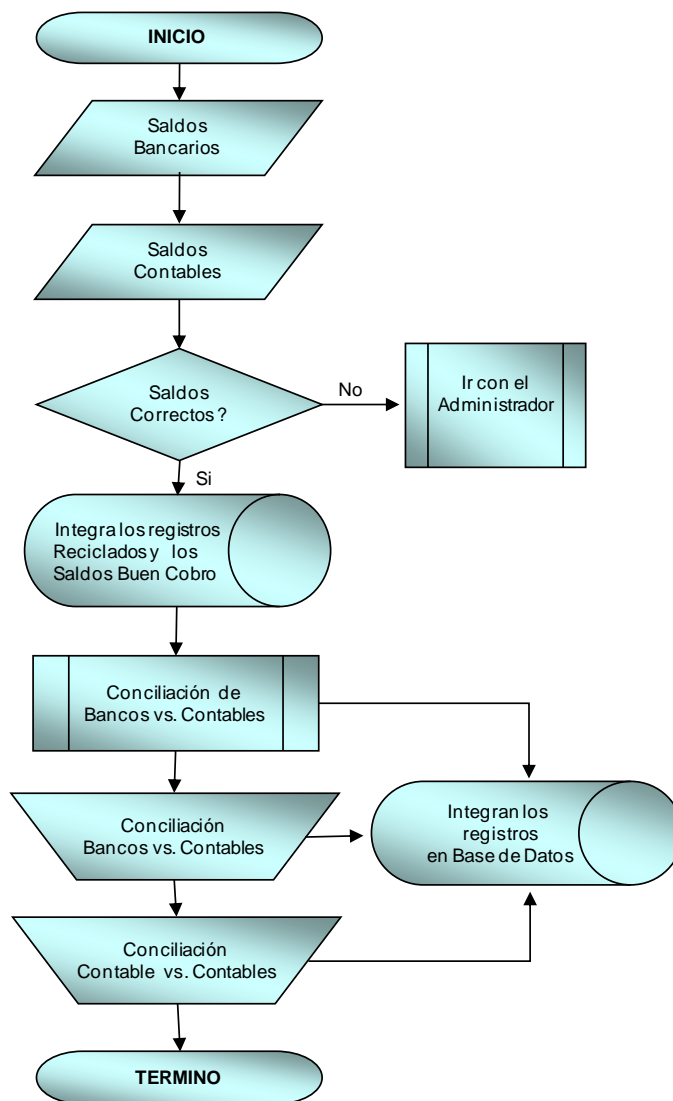 INICIO
Saldos
Bancarios
Saldos
Contables
Saldos
Correctos?
No
Ir con el
Administrador
Si
Integra los registros
Reciclados y los
Saldos Buen Cobro
Conciliación de
Bancos vs. Contables
Conciliación
Bancos vs. Contables
Integran los
registros
en Base de Datos
Conciliación
Contable vs. Contables
TERMINO